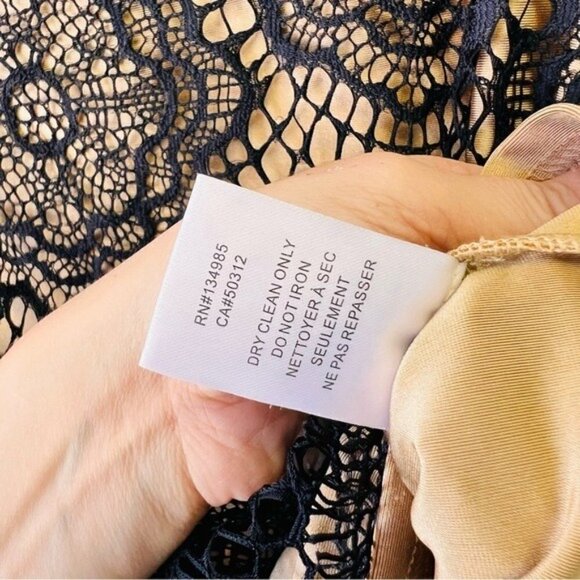 RN#134985
CA#50312
DRY CLEAN ONLY
DO NOT IRON
NETTOYER À SEC
SEULEMENT
NE PAS REPASSER